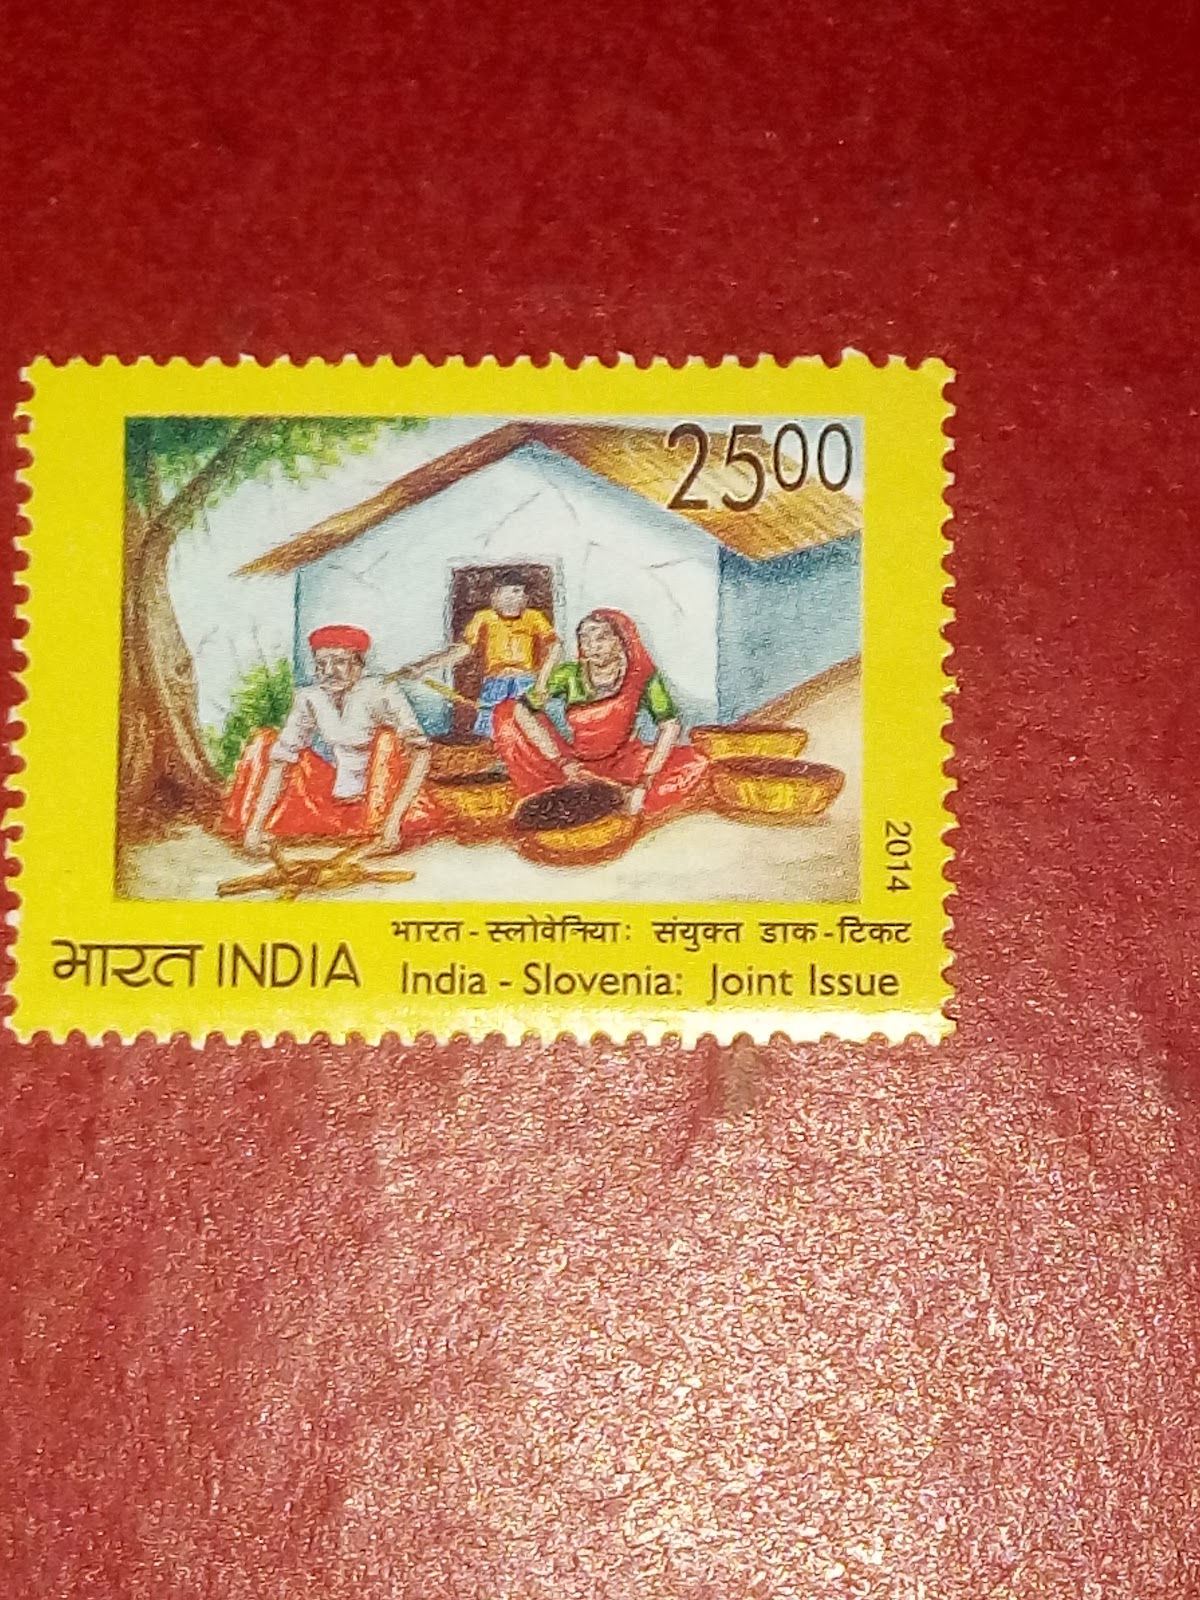 2500
2014
भारत-स्लोवेनिया: संयुक्त डाक-टिकट
भारत INDIA
India - Slovenia: Joint Issue